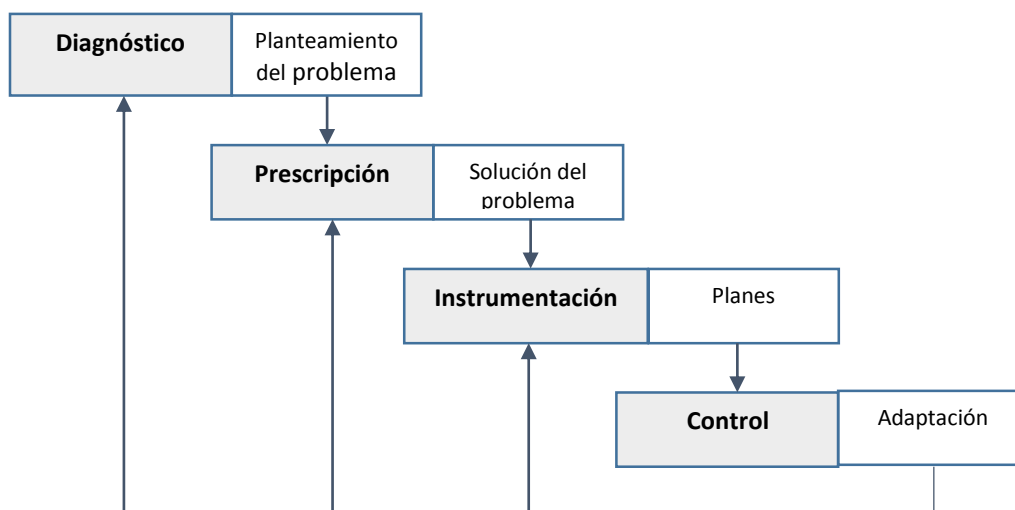 Diagnóstico
Planteamiento
del problema
Prescripción
Solución del
problema
Instrumentación
Planes
Control
Adaptación